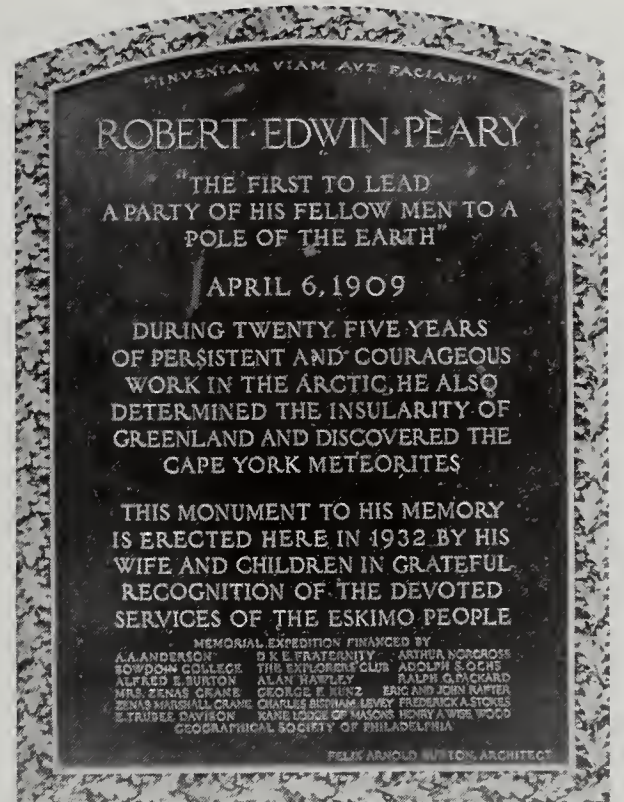 "INVENIAM VIAM AVT FACIAM"
ROBERT·EDWIN·PEARY
"THE FIRST TO LEAD
A PARTY OF HIS FELLOW MEN TO A
POLE OF THE EARTH"
APRIL 6, 1909
DURING TWENTY FIVE YEARS
OF PERSISTENT AND COURAGEOUS
WORK IN THE ARCTIC, HE ALSO
DETERMINED THE INSULARITY OF
GREENLAND AND DISCOVERED THE
CAPE YORK METEORITES
THIS MONUMENT TO HIS MEMORY
IS ERECTED HERE IN 1932 BY HIS
WIFE AND CHILDREN IN GRATEFUL
RECOGNITION OF THE DEVOTED
SERVICES OF THE ESKIMO PEOPLE
MEMORIAL EXPEDITION FINANCED BY
A.A. ANDERSON D K E FRATERNITY ARTHUR NORCROSS
BOWDOIN COLLEGE THE EXPLORERS CLUB ADOLPH S. OCHS
ALFRED E. BURTON ALAN HAWLEY RALPH G. PACKARD
MRS. ZENAS CRANE GEORGE F. KUNZ ERIC AND JOHN
ZENAS MARSHALL CRANE CHARLES BISPHAM LEVEY FREDERICK A. STOKES
E. TRUBEE DAVISON KANE LODGE OF MASONS HENRY A. WISE WOOD
GEOGRAPHICAL SOCIETY OF PHILADELPHIA
FELIX ARNOLD ARCHITECT